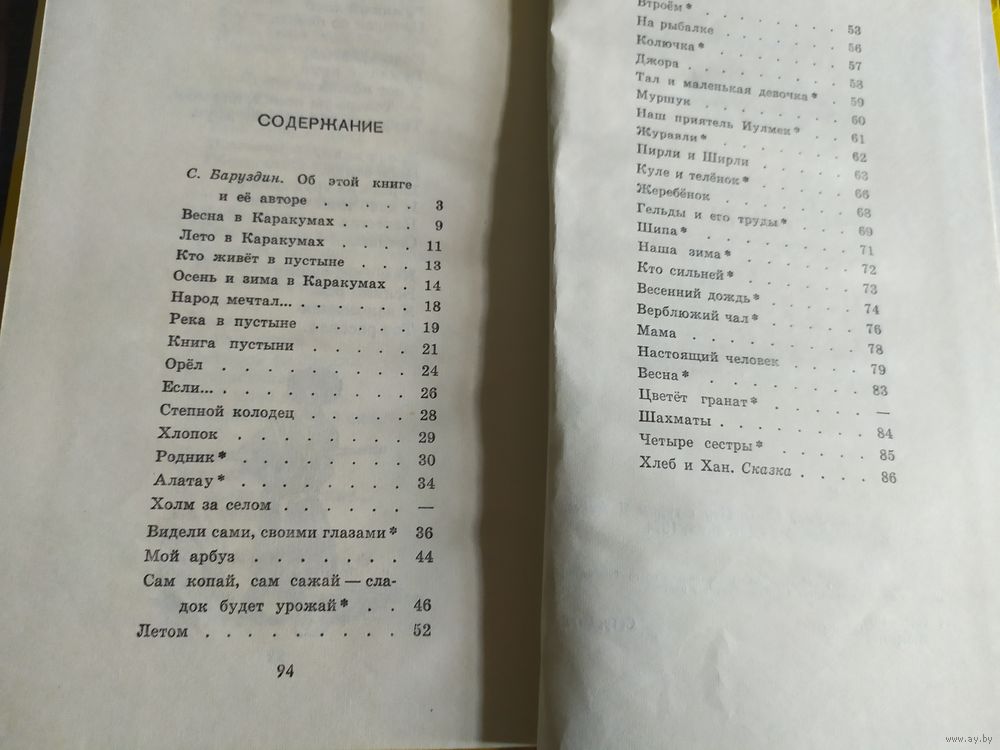 СОДЕРЖАНИЕ
С. Баруздин. Об этой книге
и её авторе . . . . . 3
Весна в Каракумах . . . . 9
Лето в Каракумах . . . . 11
Кто живёт в пустыне . . . 13
Осень и зима в Каракумах . 14
Народ мечтал... . . . . . 18
Река в пустыне . . . . . 19
Книга пустыни . . . . . 21
Орёл . . . . . . . . 24
Если... . . . . . . . . 26
Степной колодец . . . . . 28
Хлопок . . . . . . . 29
Родник* . . . . . . . 30
Алатау* . . . . . . . 34
Холм за селом . . . . . . —
Видели сами, своими глазами* 36
Мой арбуз . . . . . . . 44
Сам копай, сам сажай — сла-
док будет урожай* . . 46
Летом . . . . . . . . . 52
94
Втроём* . . . . . . . 53
На рыбалке . . . . . . 56
Колючка* . . . . . . 57
Джора . . . . . . . 58
Тал и маленькая девочка* . 59
Муршук . . . . . . . 60
Наш приятель Иулмек* . . 61
Журавли* . . . . . . 62
Пирли и Ширли . . . . 63
Куле и телёнок* . . . . 66
Жеребёнок . . . . . . 68
Гельды и его труды* . . . 69
Шипа* . . . . . . . 71
Наша зима* . . . . . . 72
Кто сильней* . . . . . 73
Весенний дождь* . . . . 74
Верблюжий чал* . . . . 76
Мама . . . . . . . . 78
Настоящий человек . . . . 79
Весна* . . . . . . . 83
Цветёт гранат* . . . . . —
Шахматы . . . . . . . 84
Четыре сестры* . . . . . 85
Хлеб и Хан. Сказка . . . . 86
www.ay.by